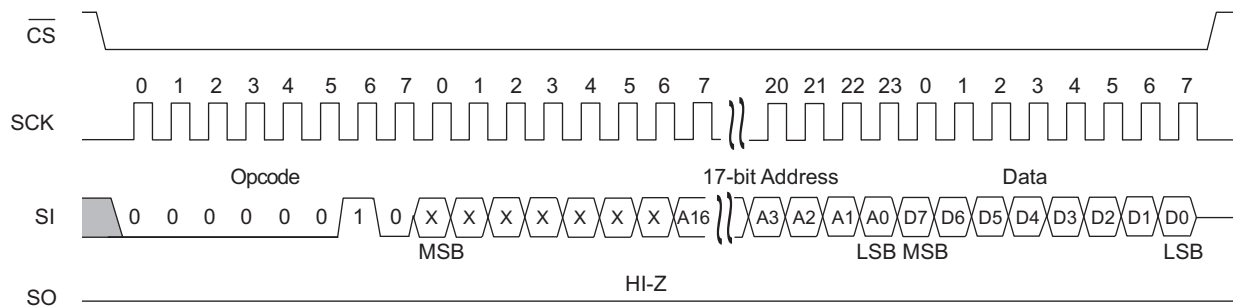 CS
0 1 2 3 4 5 6 7 0 1 2 3 4 5 6 7 20 21 22 23 0 1 2 3 4 5 6 7
SCK
Opcode 17-bit Address Data
SI 0 0 0 0 0 0 1 0 X X X X X X X A16 A3 A2 A1 A0 D7 D6 D5 D4 D3 D2 D1 D0
MSB LSB MSB LSB
HI-Z
SO